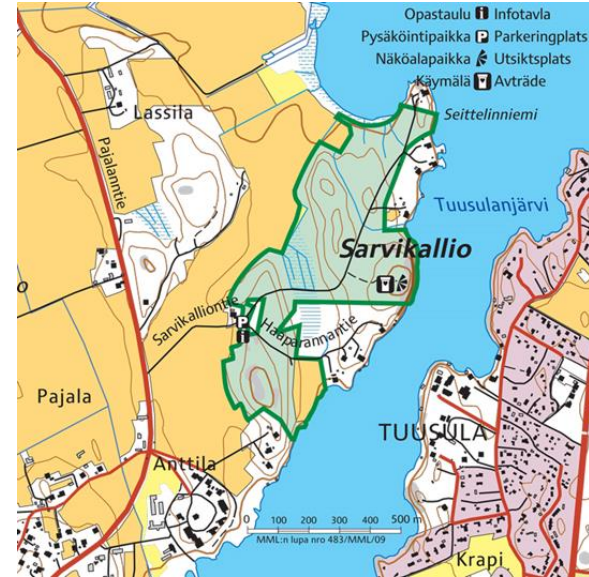 Opastaulu i Infotavla
Pysäköintipaikka P Parkeringplats
Näköalapaikka Utsiktsplats
Käymälä Avträde
Lassila
Seittelinniemi
Pajalanntie
Tuusulanjärvi
Sarvikallio
Sarvikalliontie
P
i
Haaparannantie
Pajala
TUUSULA
Anttila
0 100 200 300 400 500 m
MML:n lupa nro 483/MML/09
Krapi